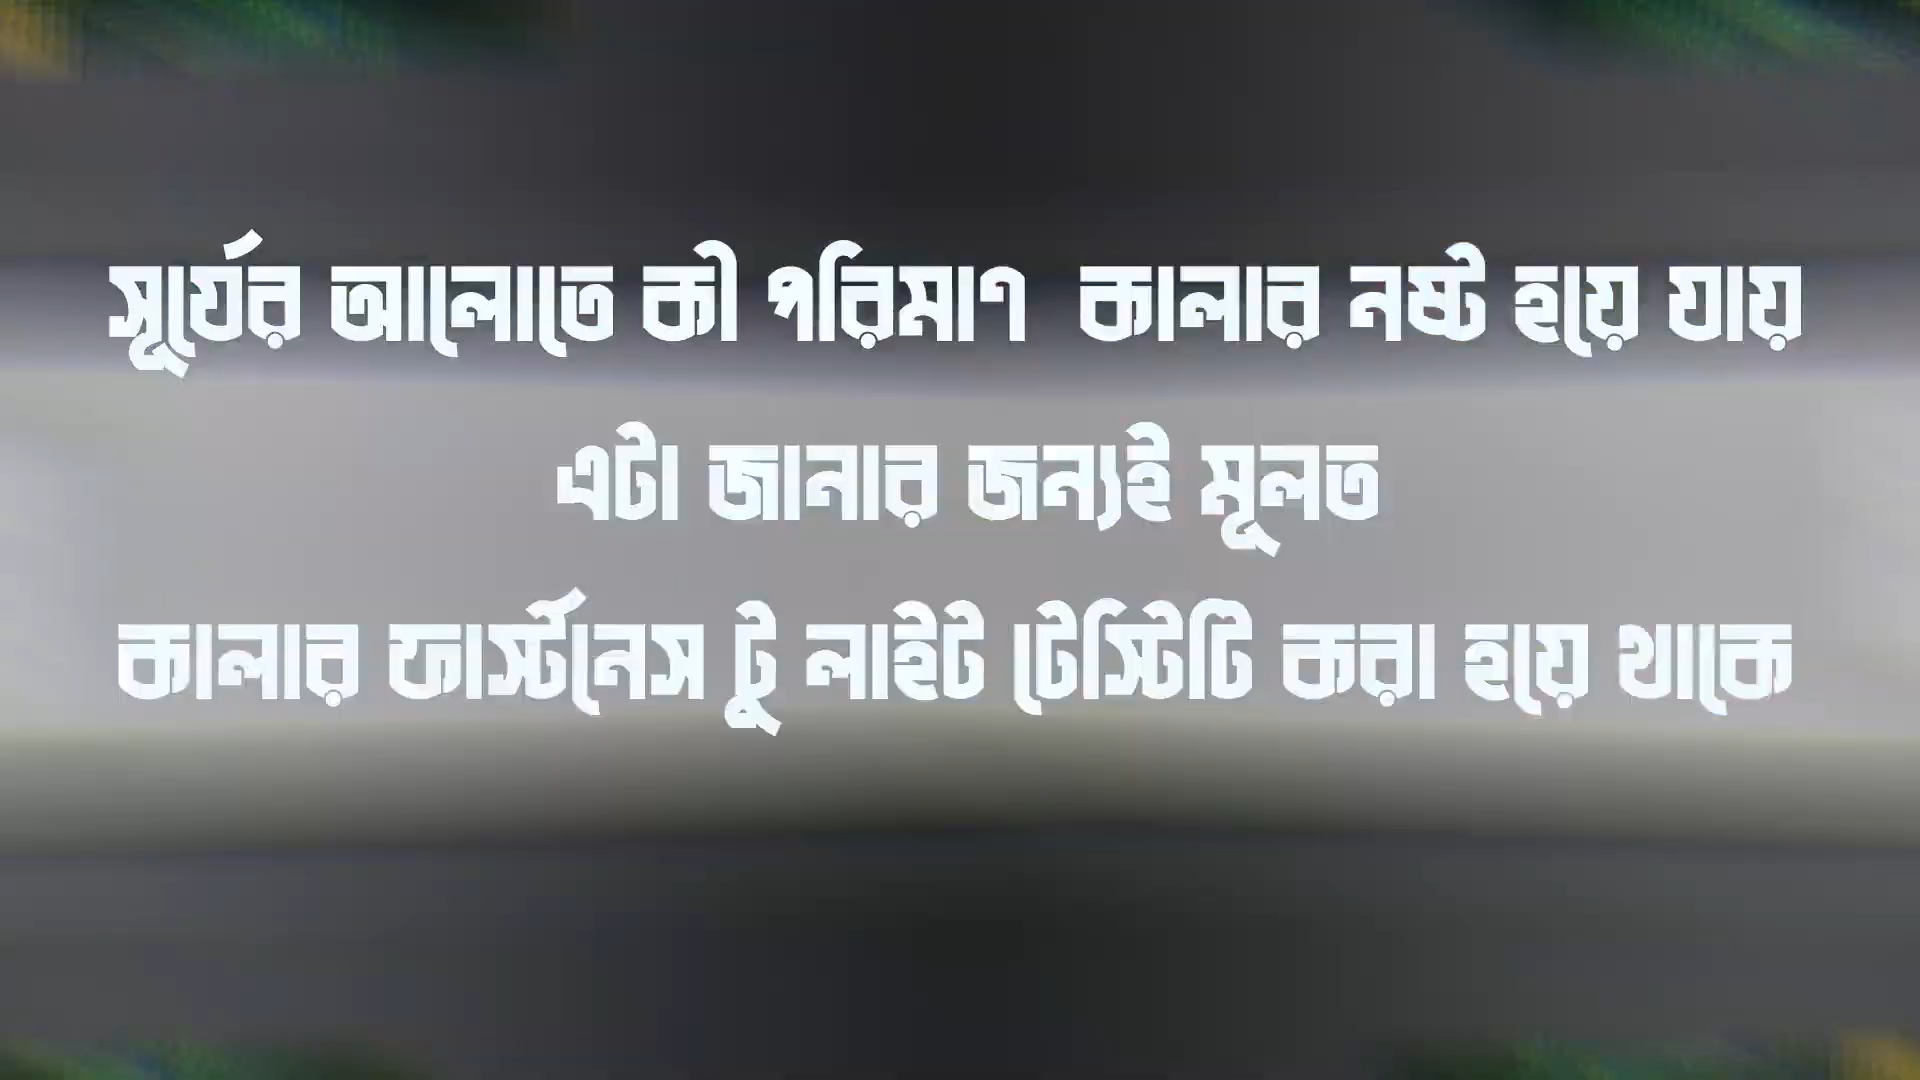 সূর্যের আলোতে কী পরিমাণ কালার নষ্ট হয়ে যায়
এটা জানার জন্যই মূলত
কালার ফার্স্টনেস টু লাইট টেস্টিটি করা হয়ে থাকে